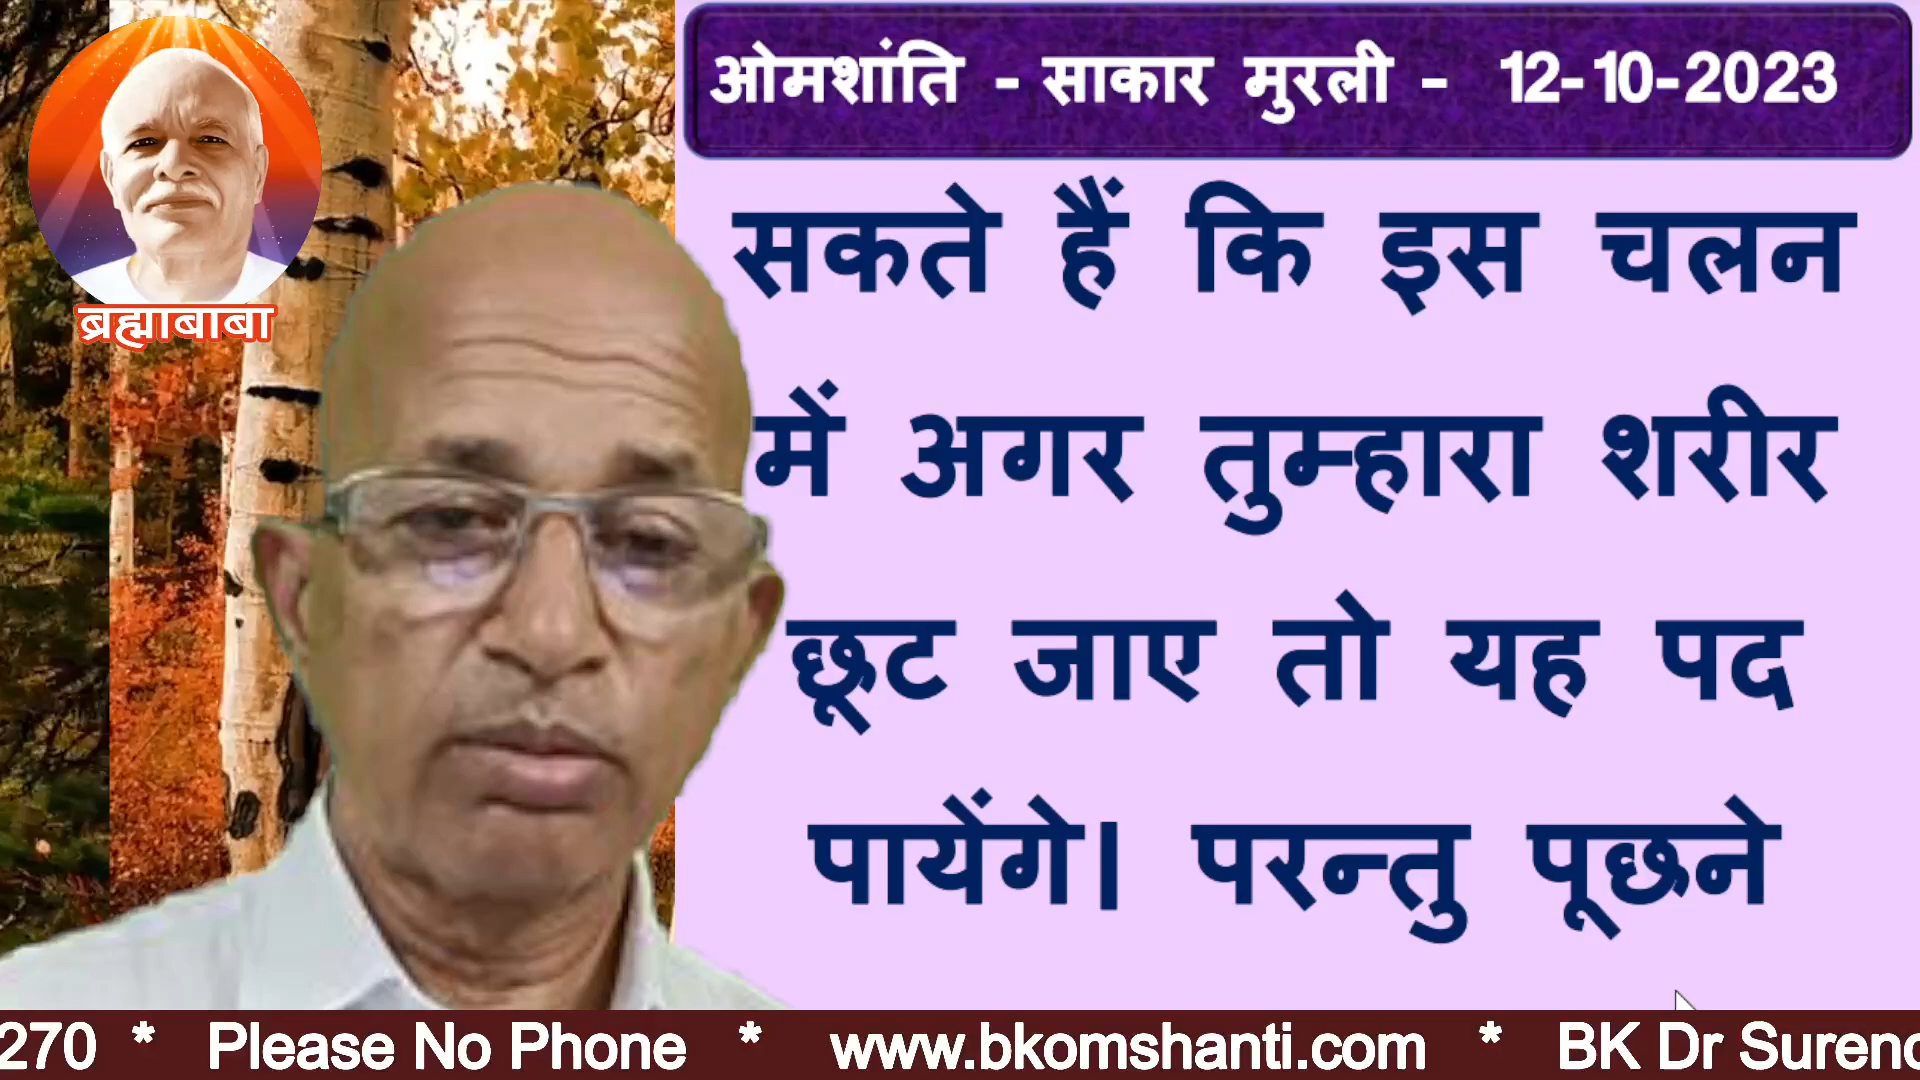 ओमशांति - साकार मुरली - 12-10-2023
ब्रह्माबाबा
सकते हैं कि इस चलन
में अगर तुम्हारा शरीर
छूट जाए तो यह पद
पायेंगे। परन्तु पूछने
270 * Please No Phone * www.bkomshanti.com * BK Dr Suren